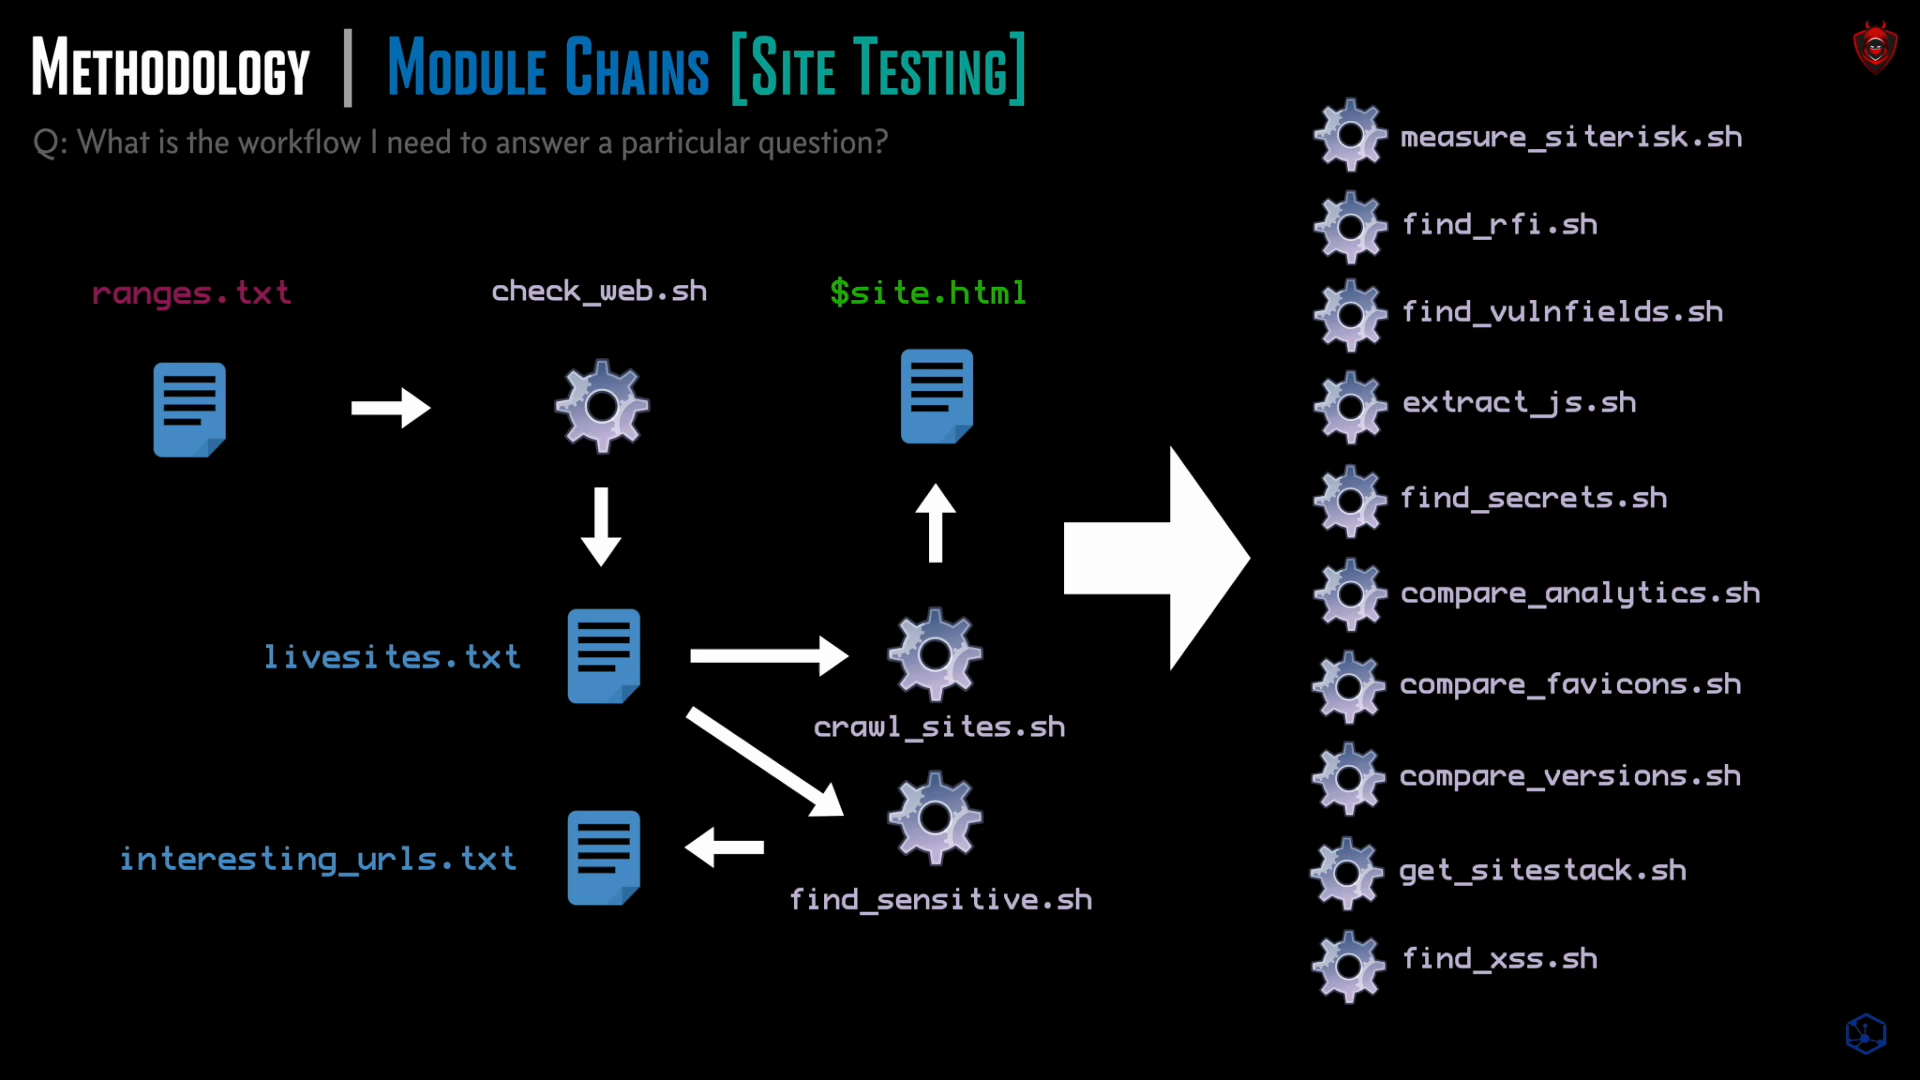 METHODOLOGY | MODULE CHAINS [SITE TESTING]
Q: What is the workflow I need to answer a particular question?
ranges.txt
check_web.sh
$site.html
livesites.txt
crawl_sites.sh
interesting_urls.txt
find_sensitive.sh
measure_siterisk.sh
find_rfi.sh
find_vulnfields.sh
extract_js.sh
find_secrets.sh
compare_analytics.sh
compare_favicons.sh
compare_versions.sh
get_sitestack.sh
find_xss.sh